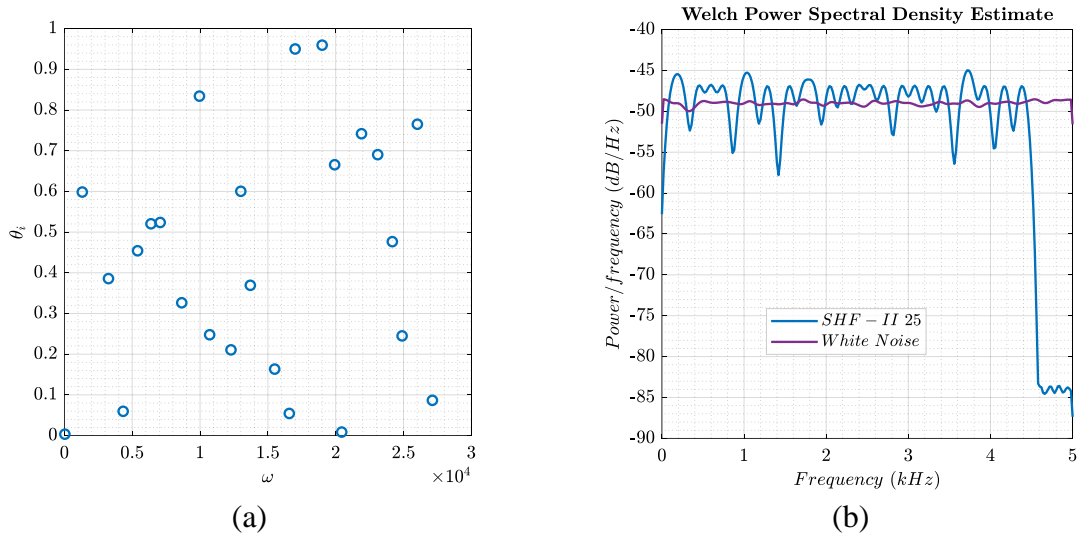 1
0.9
0.8
0.7
0.6
0.5
0.4
0.3
0.2
0.1
0
θ_i
0 0.5 1 1.5 2 2.5 3
ω
×10^4
(a)
Welch Power Spectral Density Estimate
-40
-45
-50
-55
-60
-65
-70
-75
-80
-85
-90
Power/frequency (dB/Hz)
SHF − II 25
White Noise
0 1 2 3 4 5
Frequency (kHz)
(b)